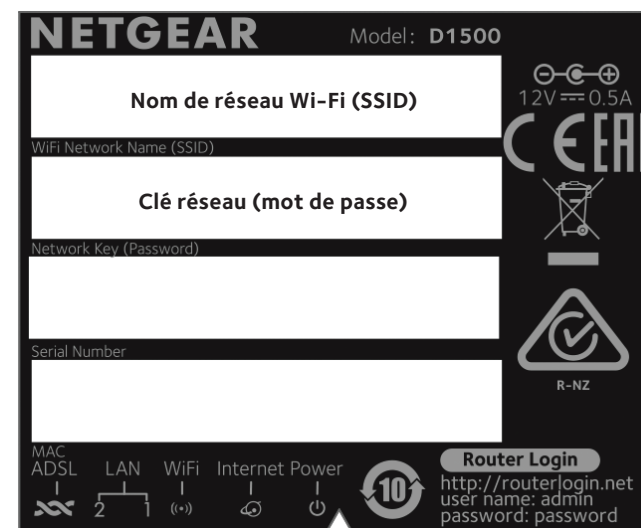 NETGEAR Model: D1500
Nom de réseau Wi-Fi (SSID)
12V 0.5A
WiFi Network Name (SSID)
CE EAC
Clé réseau (mot de passe)
Network Key (Password)
Serial Number
R-NZ
MAC
ADSL LAN WiFi Internet Power
2 1
10
Router Login
http://routerlogin.net
user name: admin
password: password